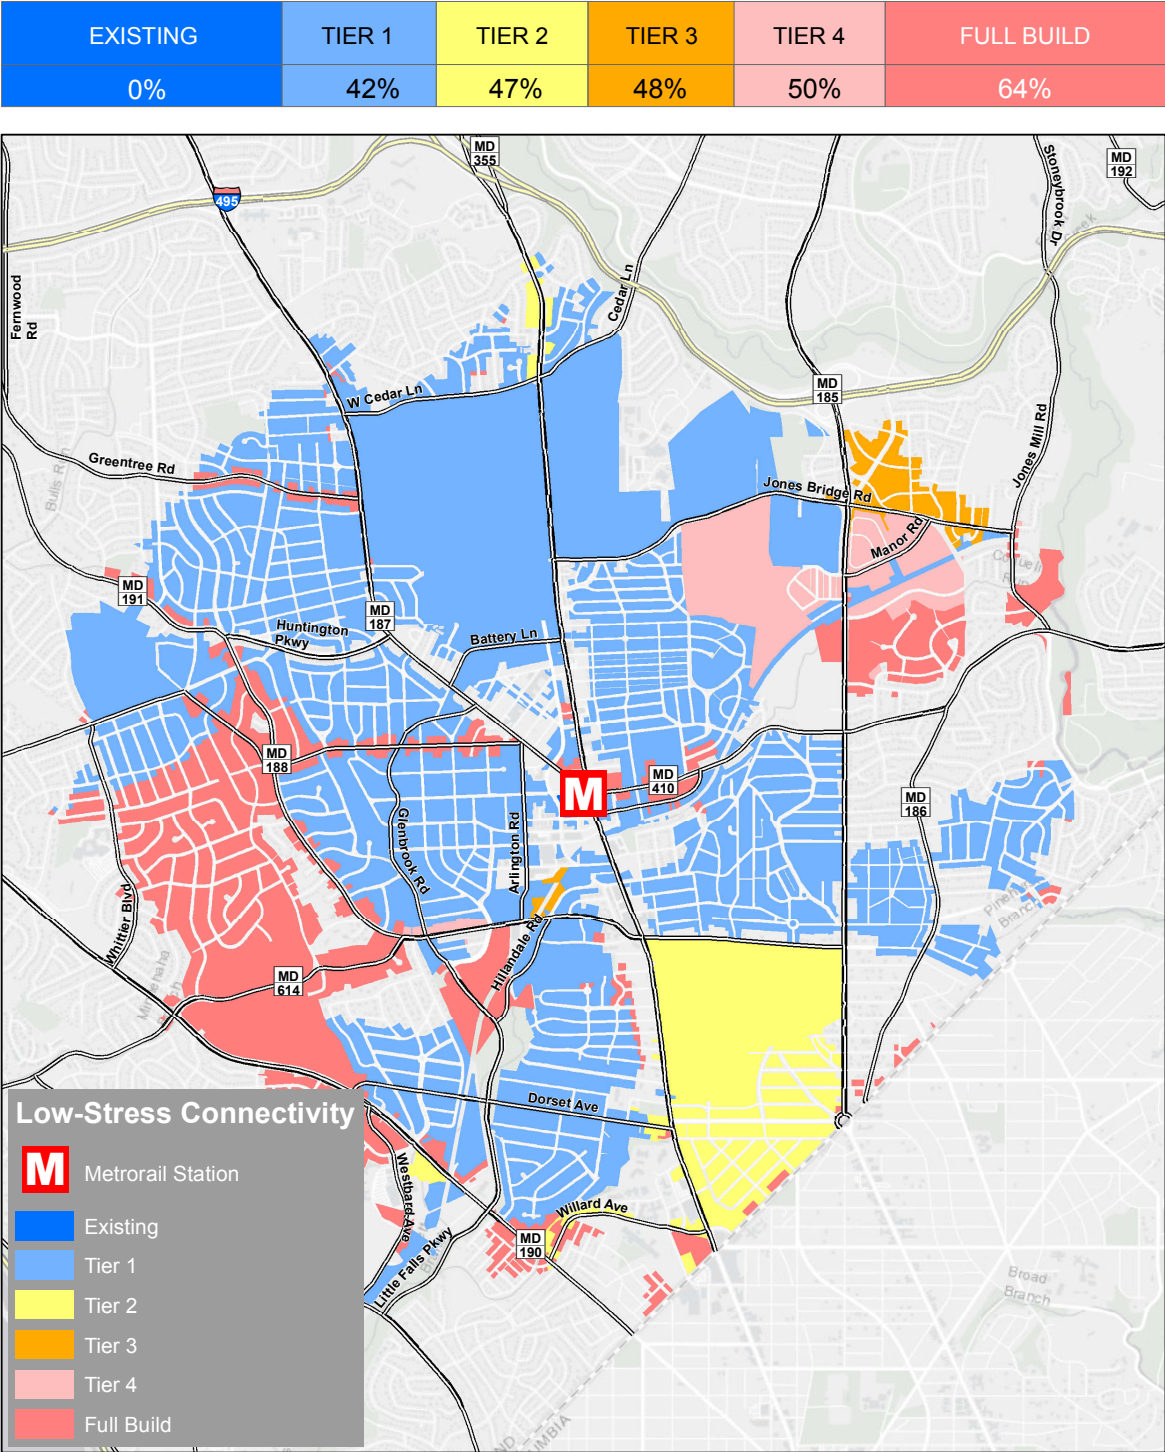 EXISTING TIER 1 TIER 2 TIER 3 TIER 4 FULL BUILD
0% 42% 47% 48% 50% 64%
MD
355
MD
192
Stoneybrook Dr
495
Fernwood
Rd
Cedar Ln
MD
185
W Cedar Ln
Jones Mill Rd
Greentree Rd
Jones Bridge Rd
Manor Rd
MD
191
MD
187
Huntington
Pkwy
Battery Ln
MD
188
M
MD
410
MD
186
Glenbrook Rd
Arlington Rd
Whittier Blvd
Hillandale Rd
MD
614
Dorset Ave
Low-Stress Connectivity
M Metrorail Station
Existing
Tier 1
Tier 2
Tier 3
Tier 4
Full Build
Westbard Ave
Willard Ave
MD
190
Little Falls Pkwy
Broad
Branch